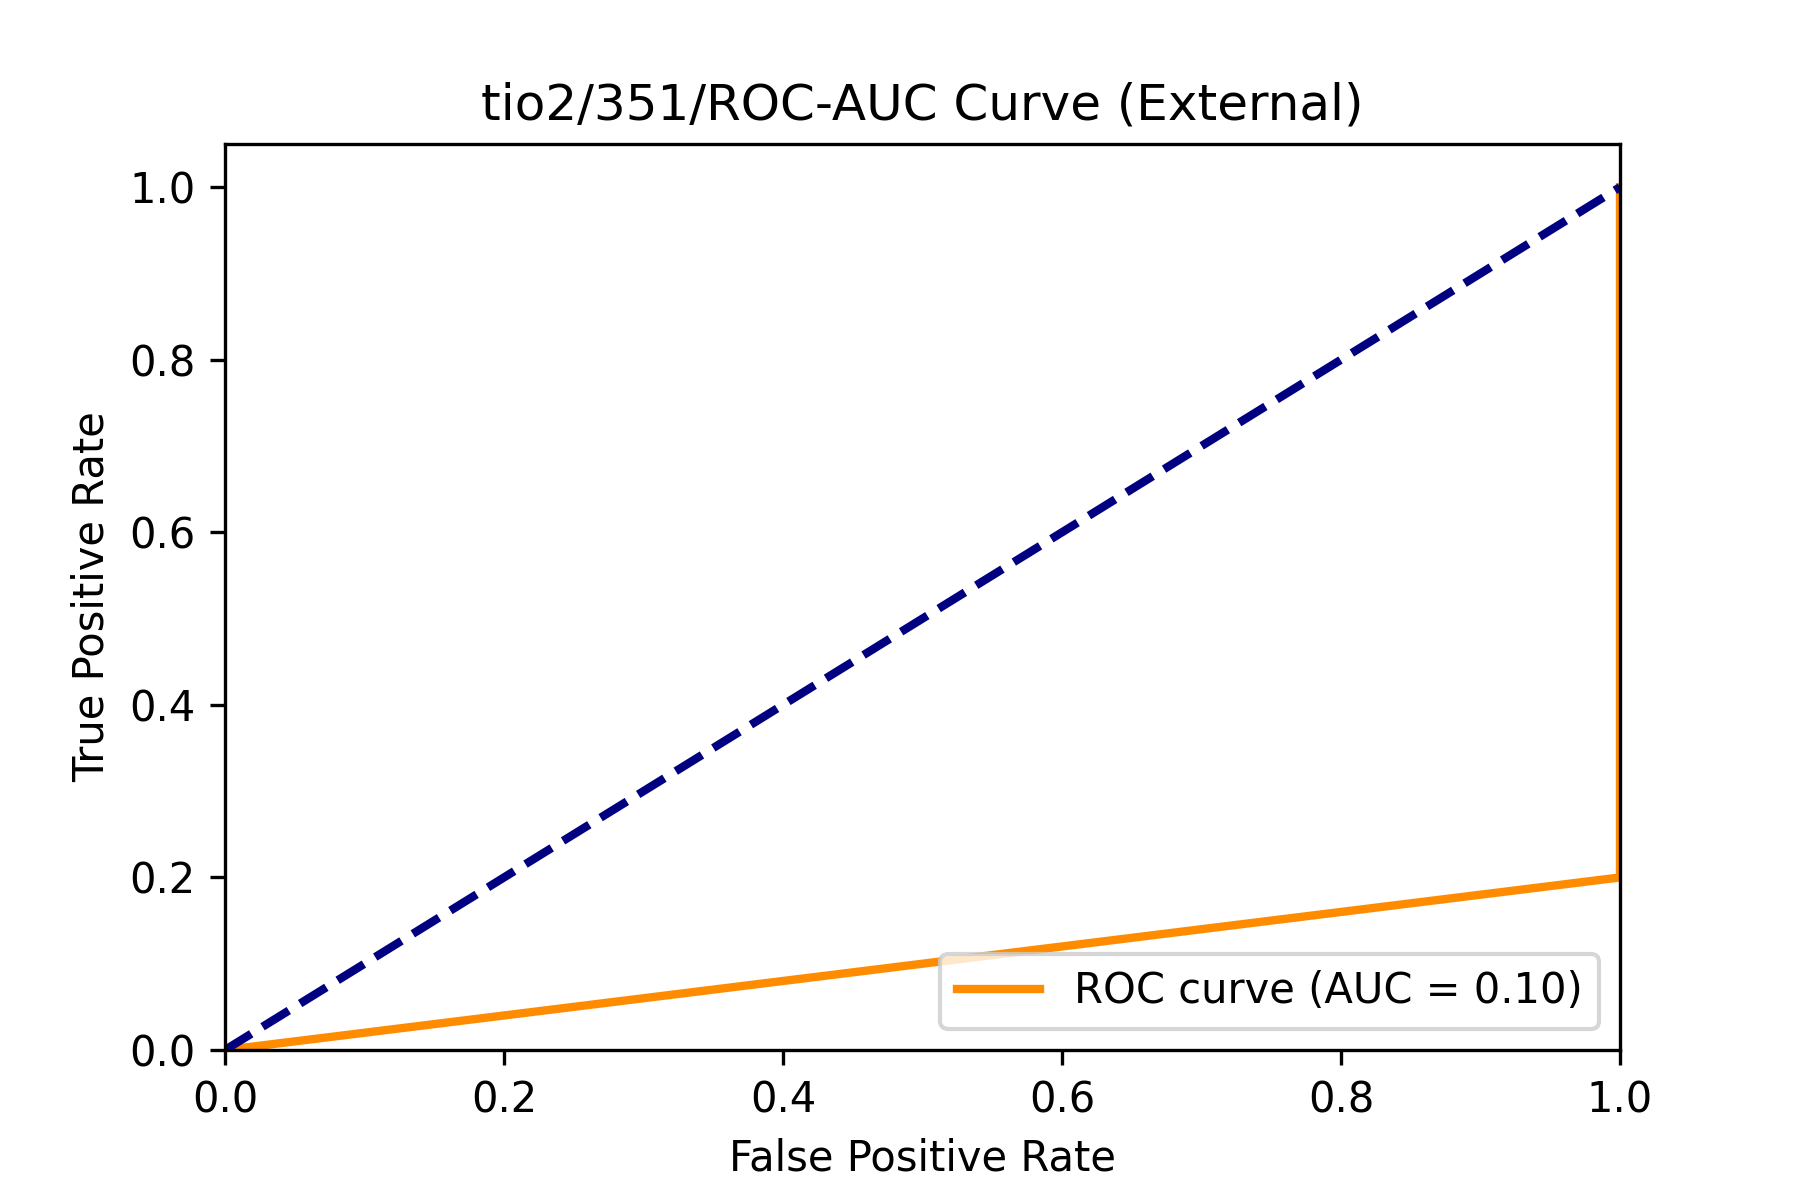 tio2/351/ROC-AUC Curve (External)
True Positive Rate
1.0
0.8
0.6
0.4
0.2
0.0
0.0 0.2 0.4 0.6 0.8 1.0
False Positive Rate
ROC curve (AUC = 0.10)